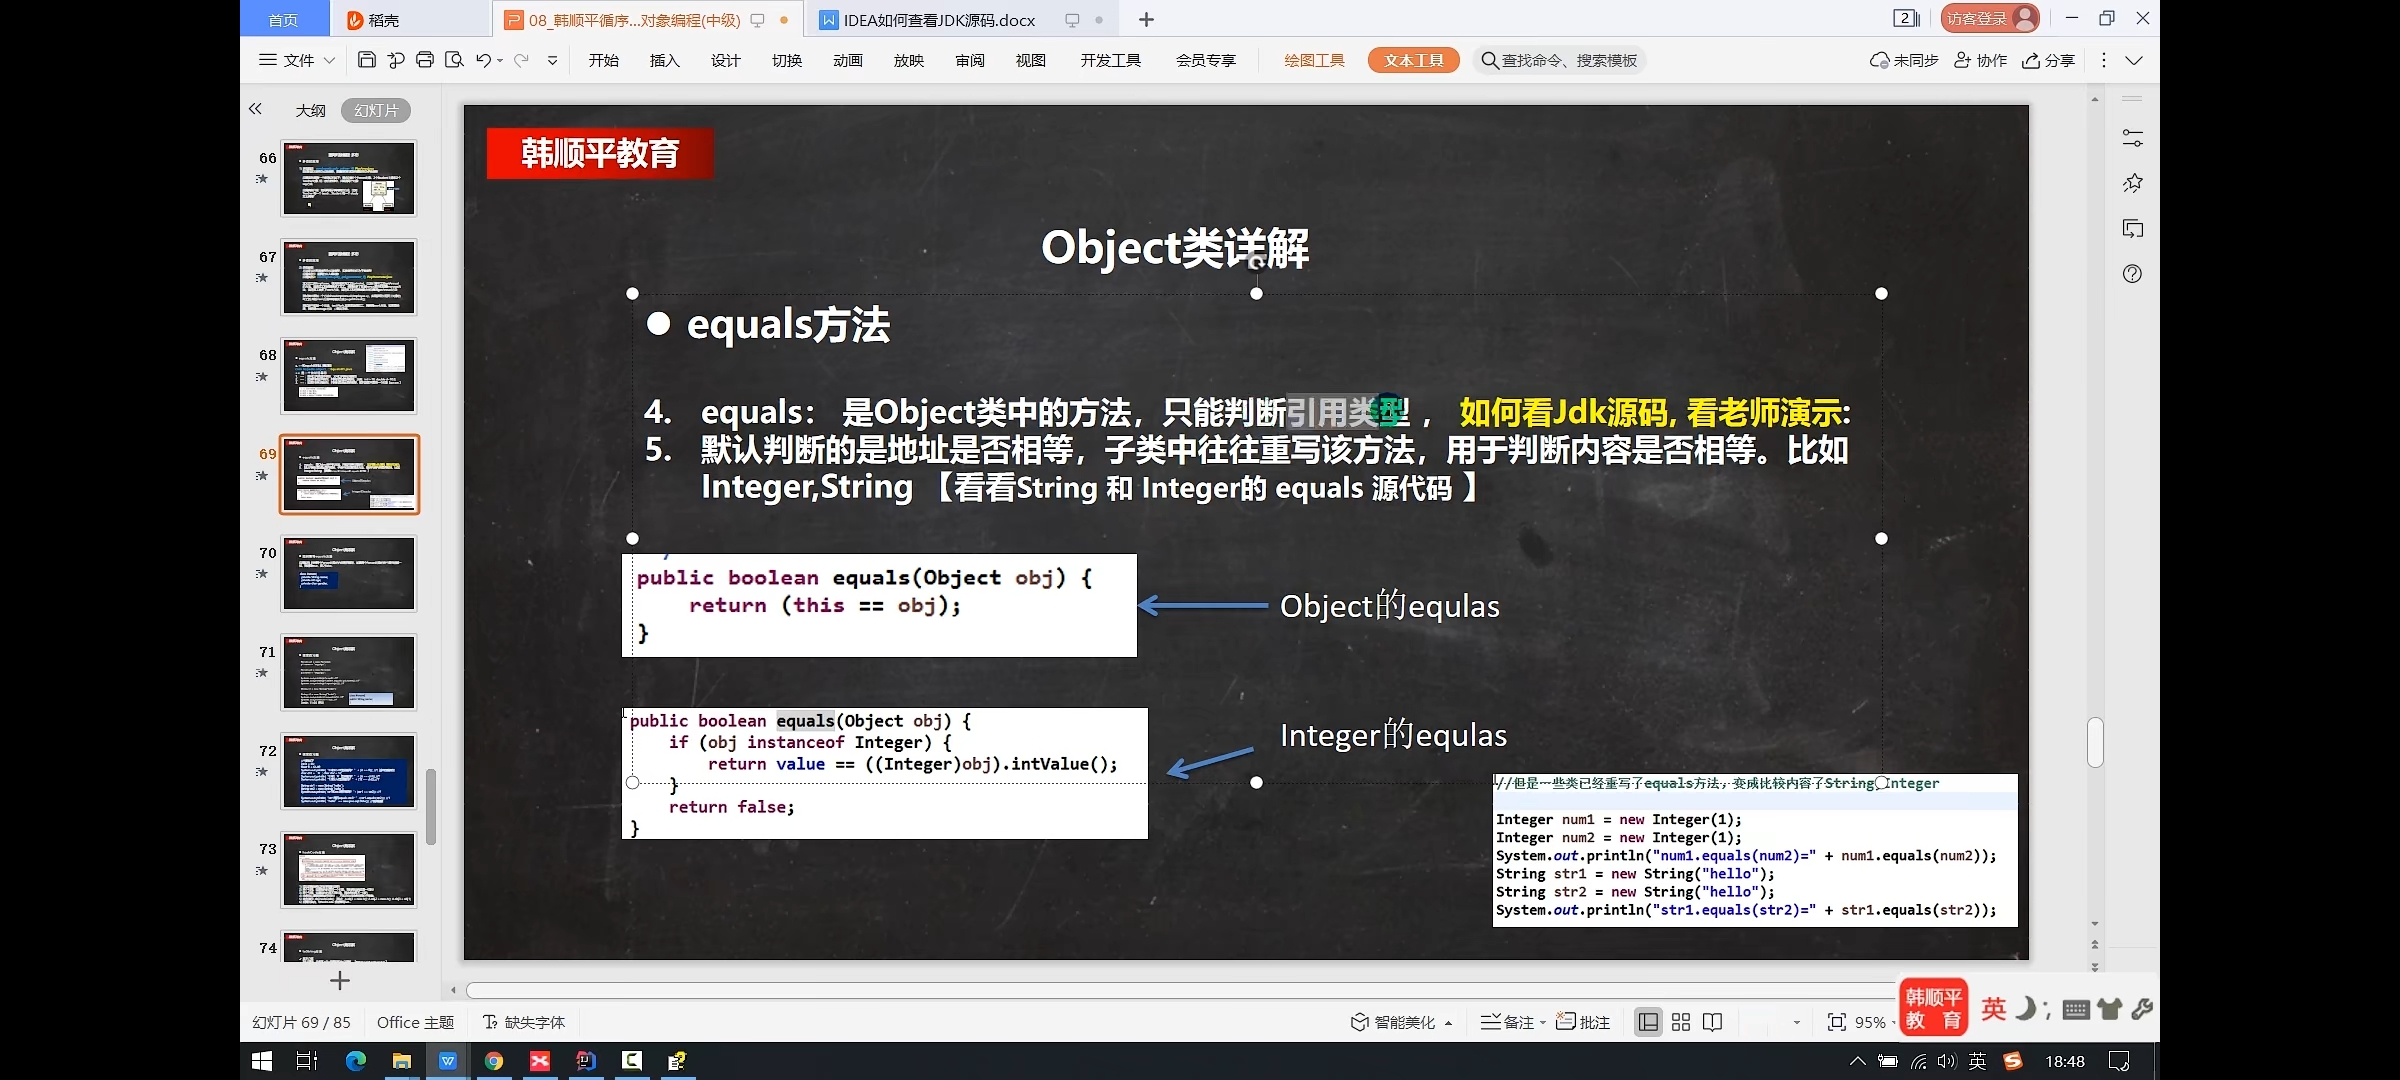 首页
稻壳
08_韩顺平循序...对象编程(中级)
IDEA如何查看JDK源码.docx
2
访客登录
文件
开始
插入
设计
切换
动画
放映
审阅
视图
开发工具
会员专享
绘图工具
文本工具
查找命令、搜索模板
未同步
协作
分享
大纲
幻灯片
66
67
68
69
70
71
72
73
74
韩顺平教育
Object类详解
equals方法
4. equals： 是Object类中的方法，只能判断引用类型 ， 如何看Jdk源码, 看老师演示:
5. 默认判断的是地址是否相等，子类中往往重写该方法，用于判断内容是否相等。比如
Integer,String 【看看String 和 Integer的 equals 源代码 】
public boolean equals(Object obj) {
return (this == obj);
}
Object的equlas
public boolean equals(Object obj) {
if (obj instanceof Integer) {
return value == ((Integer)obj).intValue();
}
return false;
}
Integer的equlas
//但是一些类已经重写了equals方法，变成比较内容了String,Integer
Integer num1 = new Integer(1);
Integer num2 = new Integer(1);
System.out.println("num1.equals(num2)=" + num1.equals(num2));
String str1 = new String("hello");
String str2 = new String("hello");
System.out.println("str1.equals(str2)=" + str1.equals(str2));
幻灯片 69 / 85
Office 主题
缺失字体
智能美化
备注
批注
95%
韩顺平
教 育
英
英
18:48